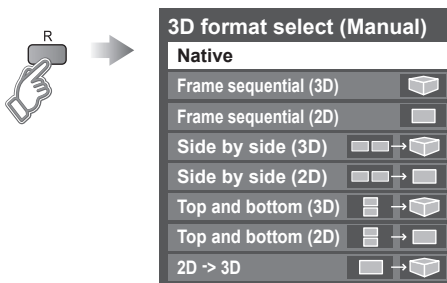 R
3D format select (Manual)
Native
Frame sequential (3D)
Frame sequential (2D)
Side by side (3D)
Side by side (2D)
Top and bottom (3D)
Top and bottom (2D)
2D -> 3D